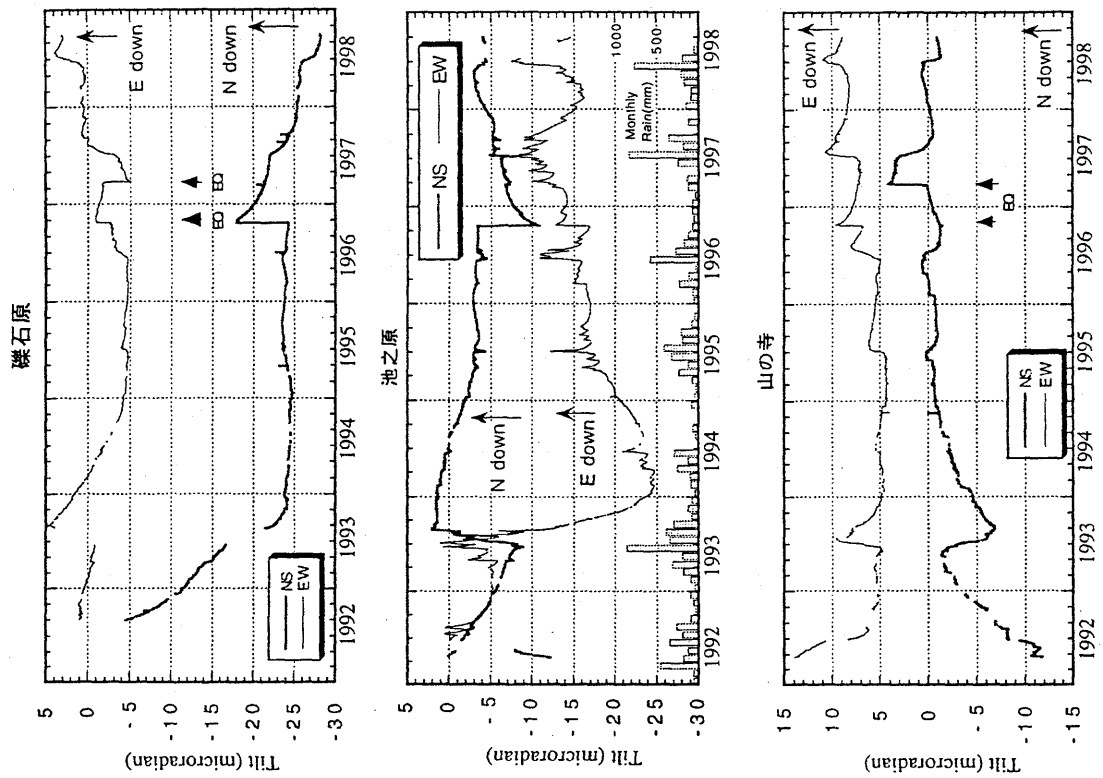 礫石原
Tilt (microradian)
5
0
-5
-10
-15
-20
-25
-30
E down
N down
EQ
EQ
NS
EW
1992
1993
1994
1995
1996
1997
1998
池之原
Tilt (microradian)
5
0
-5
-10
-15
-20
-25
-30
NS
EW
N down
E down
Monthly
Rain(mm)
1000
500
1992
1993
1994
1995
1996
1997
1998
山の寺
Tilt (microradian)
15
10
5
0
-5
-10
-15
E down
N down
EQ
NS
EW
1992
1993
1994
1995
1996
1997
1998